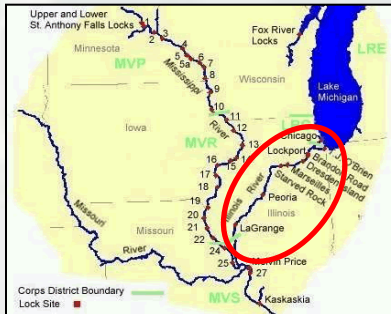 Upper and Lower
St. Anthony Falls Locks
Fox River
Locks
LRE
Minnesota
1
2
3
4
5
5a
6
7
8
9
10
11
12
13
14
15
16
17
18
19
20
21
22
24
25
27
MVP
Mississippi
River
Wisconsin
Lake
Michigan
Iowa
MVR
Chicago
Lockport
O'Brien
Brandon Road
Dresden Island
Marseilles
Starved Rock
Illinois River
Peoria
Illinois
LaGrange
Missouri
River
Missouri
Melvin Price
MVS
Kaskaskia
Corps District Boundary
Lock Site